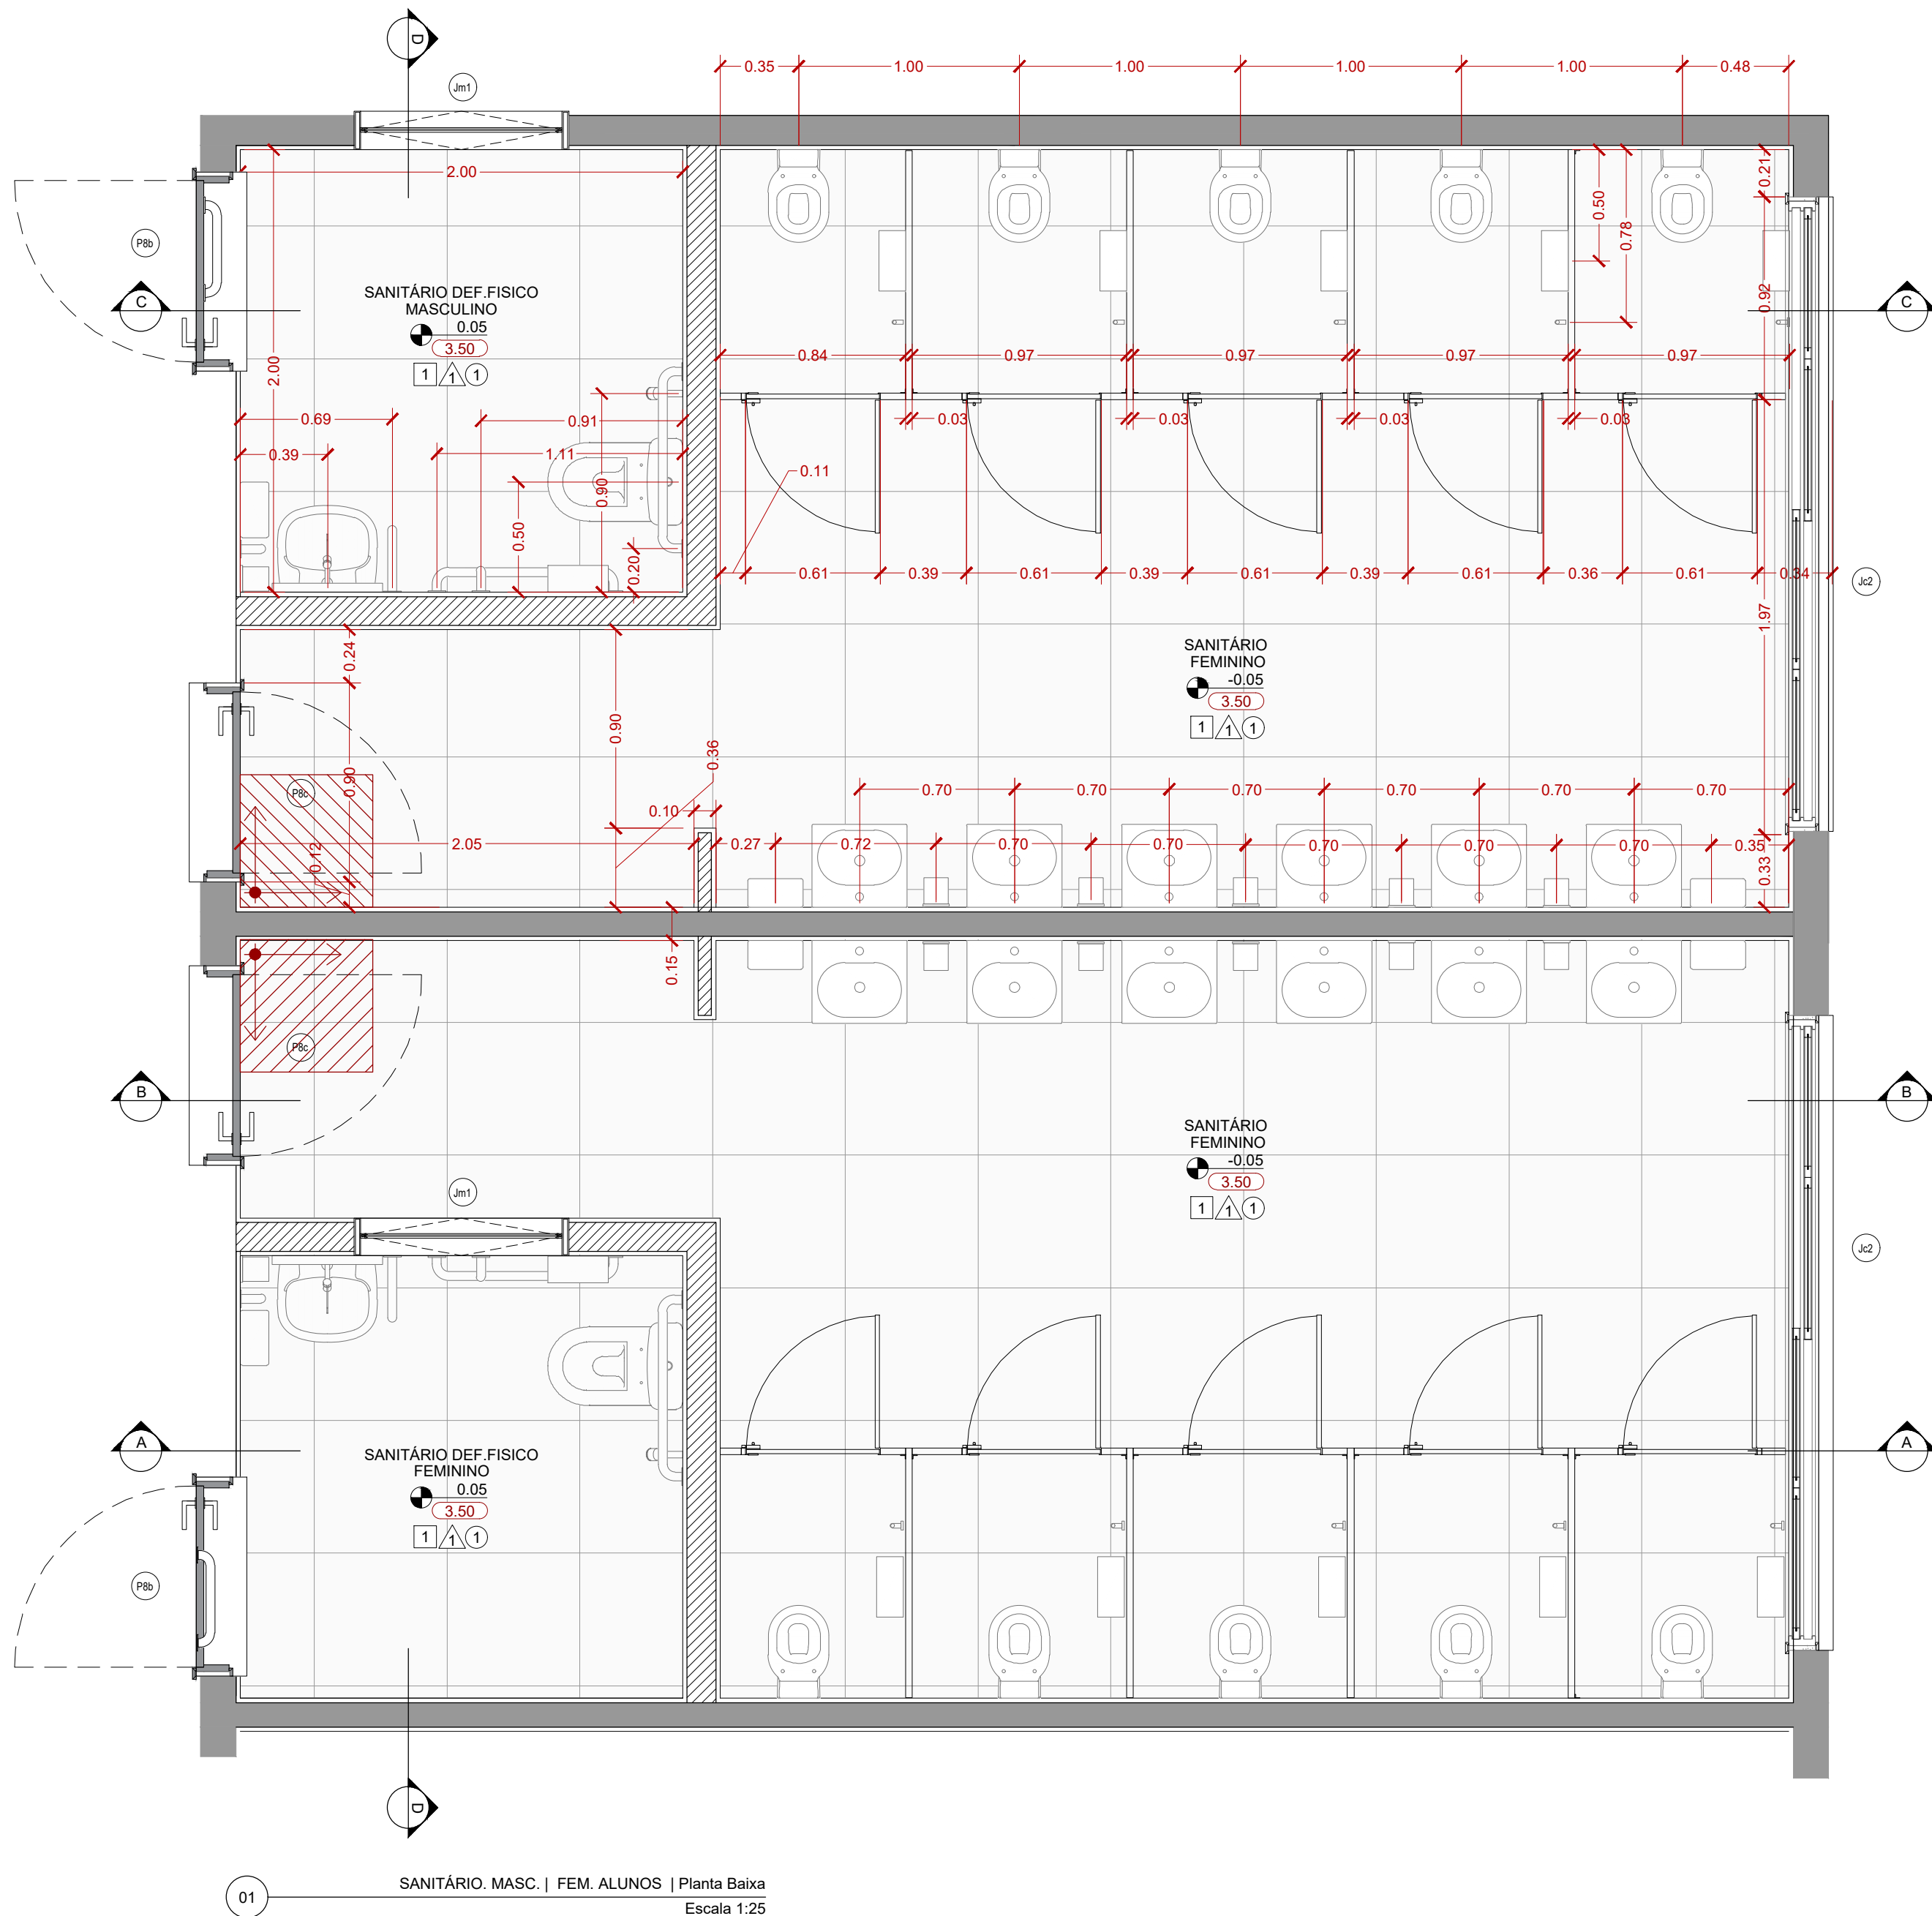 D
Jm1
0.35
1.00
1.00
1.00
1.00
0.48
2.00
0.21
0.50
0.78
P8b
C
C
SANITÁRIO DEF.FISICO
MASCULINO
0.05
3.50
1 1 1
0.92
2.00
0.84
0.97
0.97
0.97
0.97
0.69
0.91
0.03
0.03
0.03
0.03
0.39
1.11
0.11
0.90
0.50
0.20
0.61
0.39
0.61
0.39
0.61
0.39
0.61
0.36
0.61
0.34
Jc2
1.97
0.24
SANITÁRIO
FEMININO
-0.05
3.50
1 1 1
0.90
0.36
0.90
P8c
0.70
0.70
0.70
0.70
0.70
0.70
0.10
0.12
2.05
0.27
0.72
0.70
0.70
0.70
0.70
0.70
0.35
0.33
0.15
P8c
B
B
SANITÁRIO
FEMININO
-0.05
3.50
1 1 1
Jm1
Jc2
A
A
SANITÁRIO DEF.FISICO
FEMININO
0.05
3.50
1 1 1
P8b
D
01
SANITÁRIO. MASC. | FEM. ALUNOS | Planta Baixa
Escala 1:25